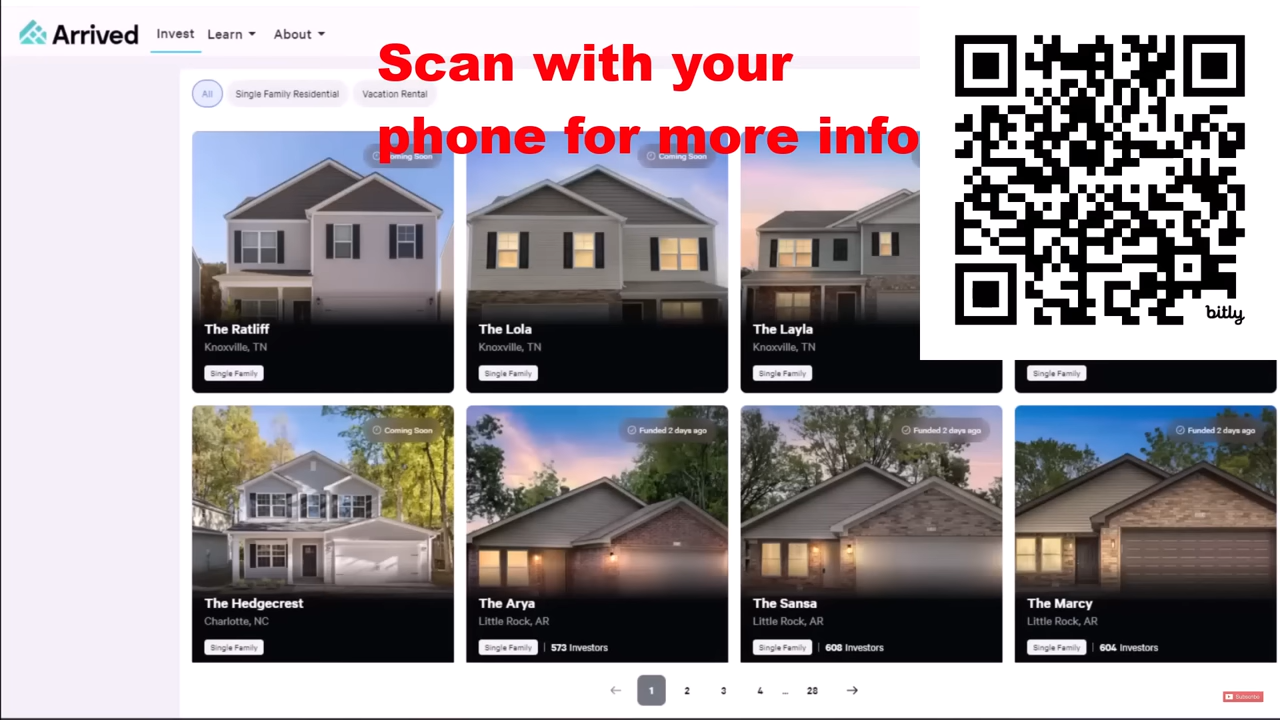 Arrived Invest Learn About
Scan with your
phone for more info
All Single Family Residential Vacation Rental
Coming Soon
Coming Soon
The Ratliff
Knoxville, TN
Single Family
The Lola
Knoxville, TN
Single Family
The Layla
Knoxville, TN
Single Family
Single Family
bitly
Coming Soon
The Hedgecrest
Charlotte, NC
Single Family
Funded 2 days ago
The Arya
Little Rock, AR
Single Family | 573 Investors
Funded 2 days ago
The Sansa
Little Rock, AR
Single Family | 608 Investors
Funded 2 days ago
The Marcy
Little Rock, AR
Single Family | 604 Investors
← 1 2 3 4 ... 28 →
Subscribe